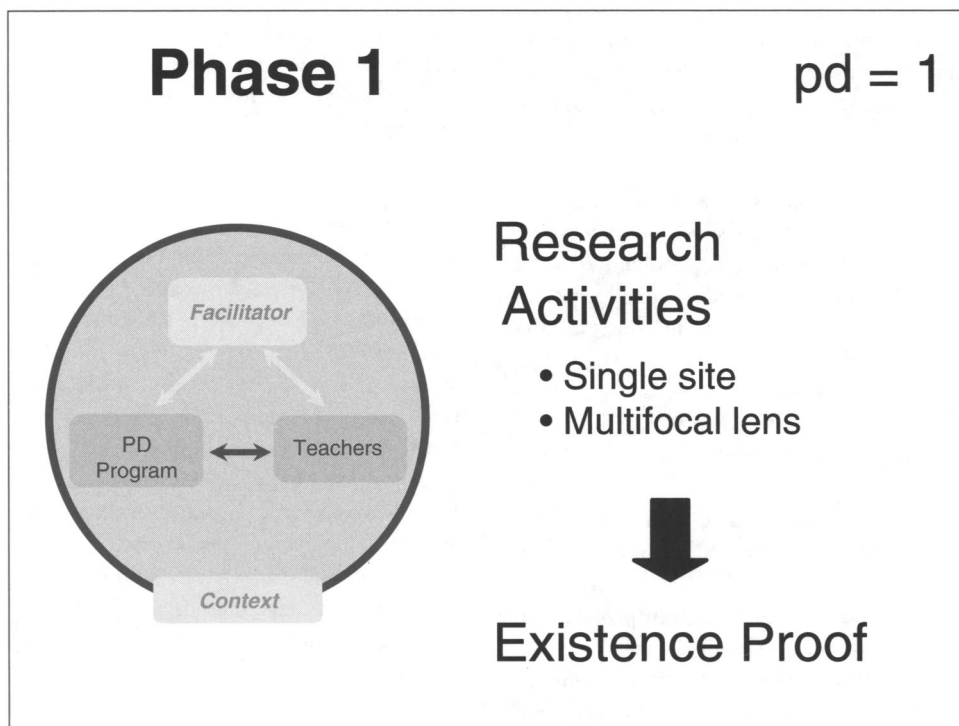 Phase 1
pd = 1
Facilitator
PD
Program
Teachers
Context
Research
Activities
• Single site
• Multifocal lens
Existence Proof